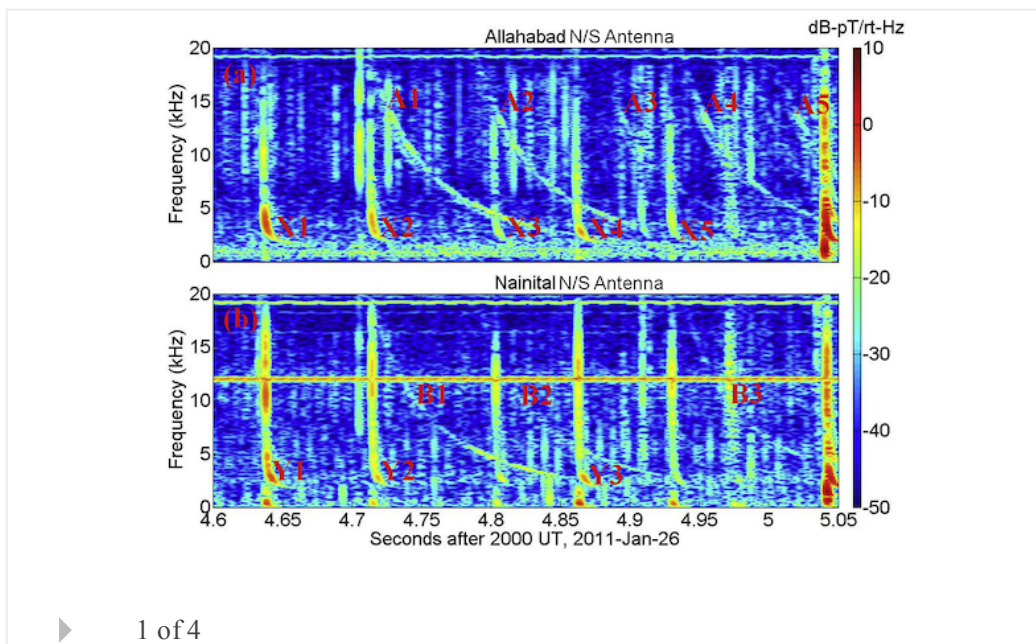 dB-pT/rt-Hz
Allahabad N/S Antenna
20
15
10
5
0
Frequency (kHz)
(a)
A1
A2
A3
A4
A5
X1
X2
X3
X4
X5
10
0
-10
-20
-30
-40
-50
Nainital N/S Antenna
20
15
10
5
0
Frequency (kHz)
(b)
B1
B2
B3
Y1
Y2
Y3
4.6 4.65 4.7 4.75 4.8 4.85 4.9 4.95 5 5.05
Seconds after 2000 UT, 2011-Jan-26
1 of 4